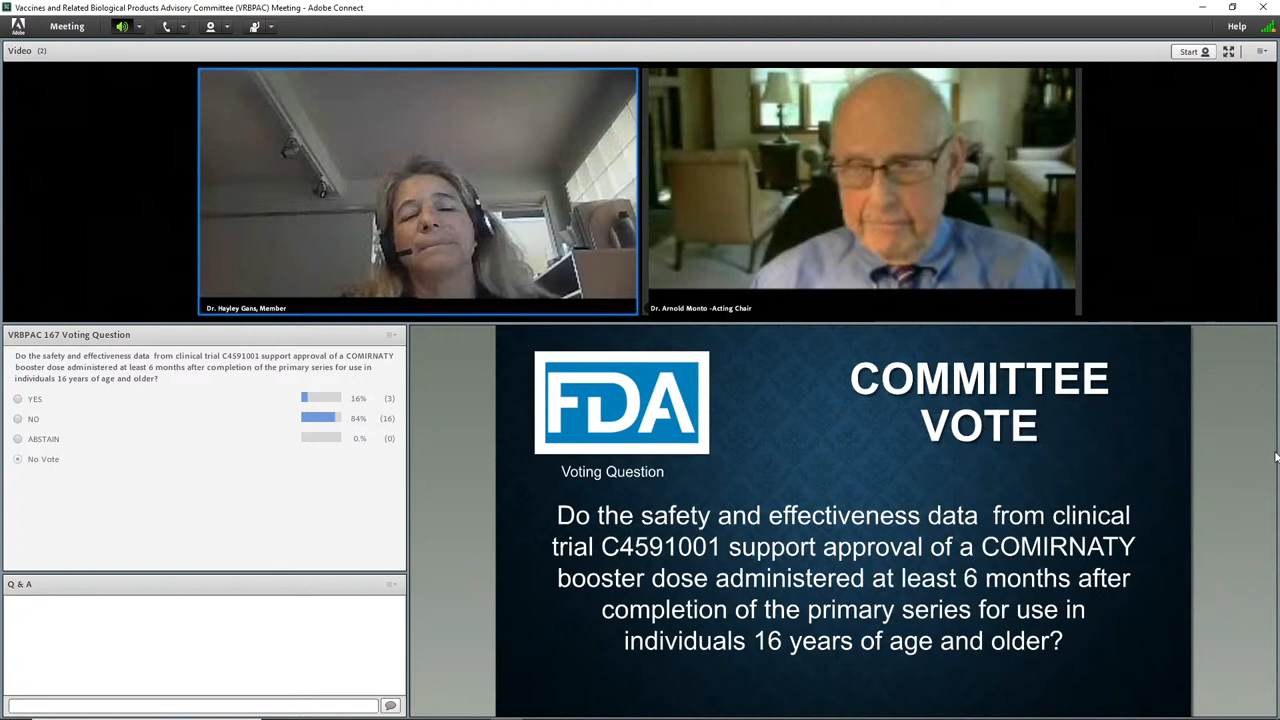 Vaccines and Related Biological Products Advisory Committee (VRBPAC) Meeting - Adobe Connect
Meeting
Help
Adobe
Video (2)
Start
Dr. Hayley Gans, Member
Dr. Arnold Monto -Acting Chair
VRBPAC 167 Voting Question
Do the safety and effectiveness data from clinical trial C4591001 support approval of a COMIRNATY
booster dose administered at least 6 months after completion of the primary series for use in
individuals 16 years of age and older?
YES 16% (3)
NO 84% (16)
ABSTAIN 0.% (0)
No Vote
Q & A
FDA
Voting Question
COMMITTEE
VOTE
Do the safety and effectiveness data from clinical
trial C4591001 support approval of a COMIRNATY
booster dose administered at least 6 months after
completion of the primary series for use in
individuals 16 years of age and older?